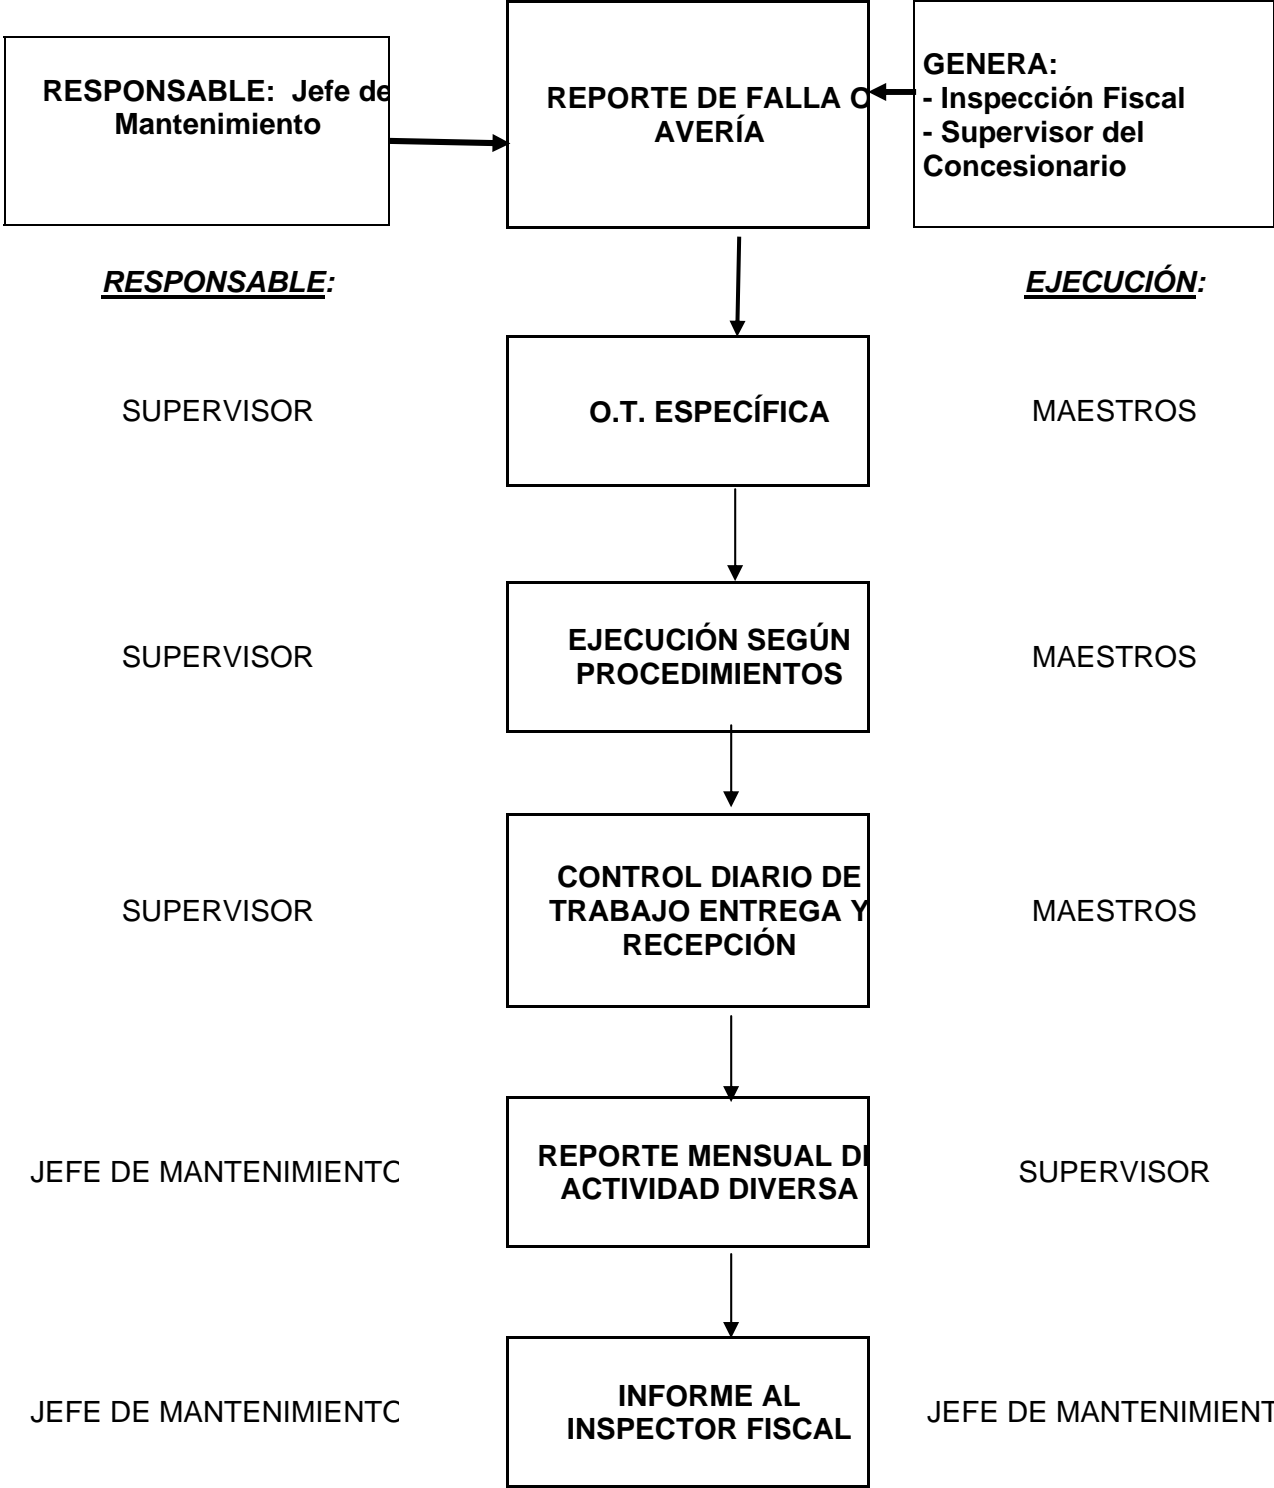 RESPONSABLE: Jefe de
Mantenimiento
REPORTE DE FALLA O
AVERÍA
GENERA:
- Inspección Fiscal
- Supervisor del
Concesionario
RESPONSABLE:
EJECUCIÓN:
SUPERVISOR
O.T. ESPECÍFICA
MAESTROS
SUPERVISOR
EJECUCIÓN SEGÚN
PROCEDIMIENTOS
MAESTROS
SUPERVISOR
CONTROL DIARIO DE
TRABAJO ENTREGA Y
RECEPCIÓN
MAESTROS
JEFE DE MANTENIMIENTO
REPORTE MENSUAL DE
ACTIVIDAD DIVERSA
SUPERVISOR
JEFE DE MANTENIMIENTO
INFORME AL
INSPECTOR FISCAL
JEFE DE MANTENIMIENT